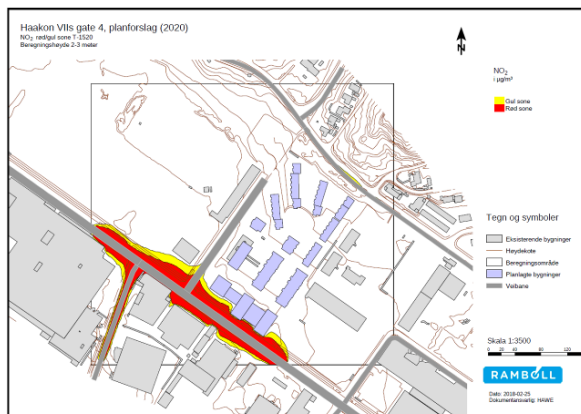 Haakon VIIs gate 4, planforslag (2020)
NO₂ rød/gul sone T-1520
Beregningshøyde 2-3 meter
N
NO₂
i µg/m³
Gul sone
Rød sone
Tegn og symboler
Eksisterende bygninger
Høydekote
Beregningsområde
Planlagte bygninger
Veibane
Skala 1:3500
0 20 40 80 120
RAMBOLL
Dato: 2018-02-25
Dokumentansvarlig: HAWE